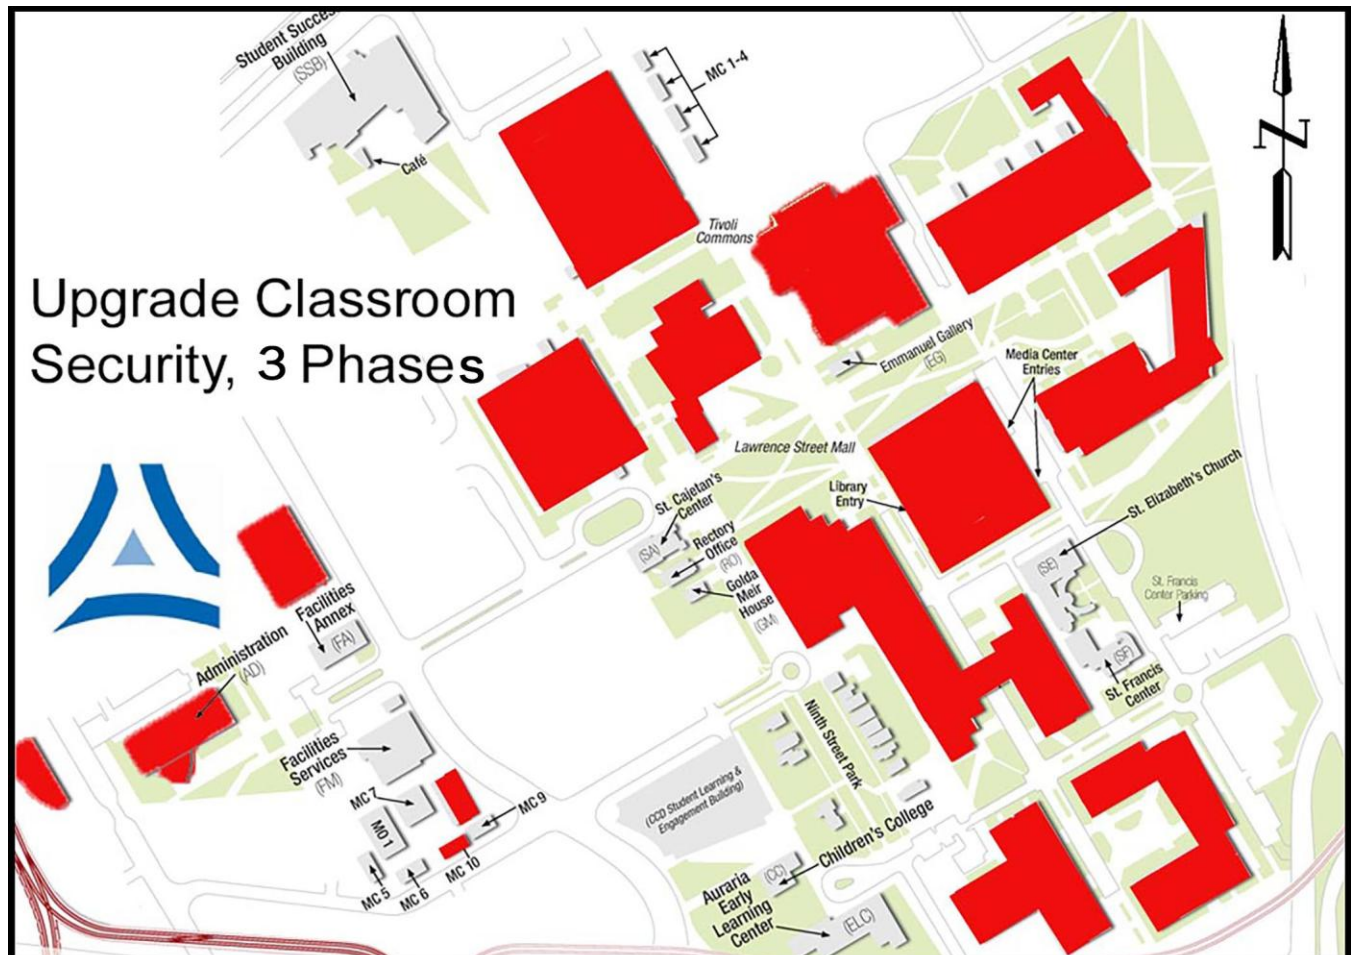 Student Success
Building
(SSB)
Café
MC 1-4
Tivoli
Commons
N
Upgrade Classroom
Security, 3 Phases
Emmanuel Gallery
(EG)
Media Center
Entries
Lawrence Street Mall
Library
Entry
St. Cajetan's
Center
(SA)
Rectory
Office
(RO)
Golda
Meir
House
(GM)
St. Elizabeth's Church
(SE)
St. Francis
Center Parking
(SF)
St. Francis
Center
Facilities
Annex
(FA)
Administration
(AD)
Facilities
Services
(FM)
MC 7
MO1
MC 9
MC 10
MC 5
MC 6
Ninth Street Park
(CCD Student Learning &
Engagement Building)
Children's College
(CC)
Auraria
Early
Learning
Center
(ELC)